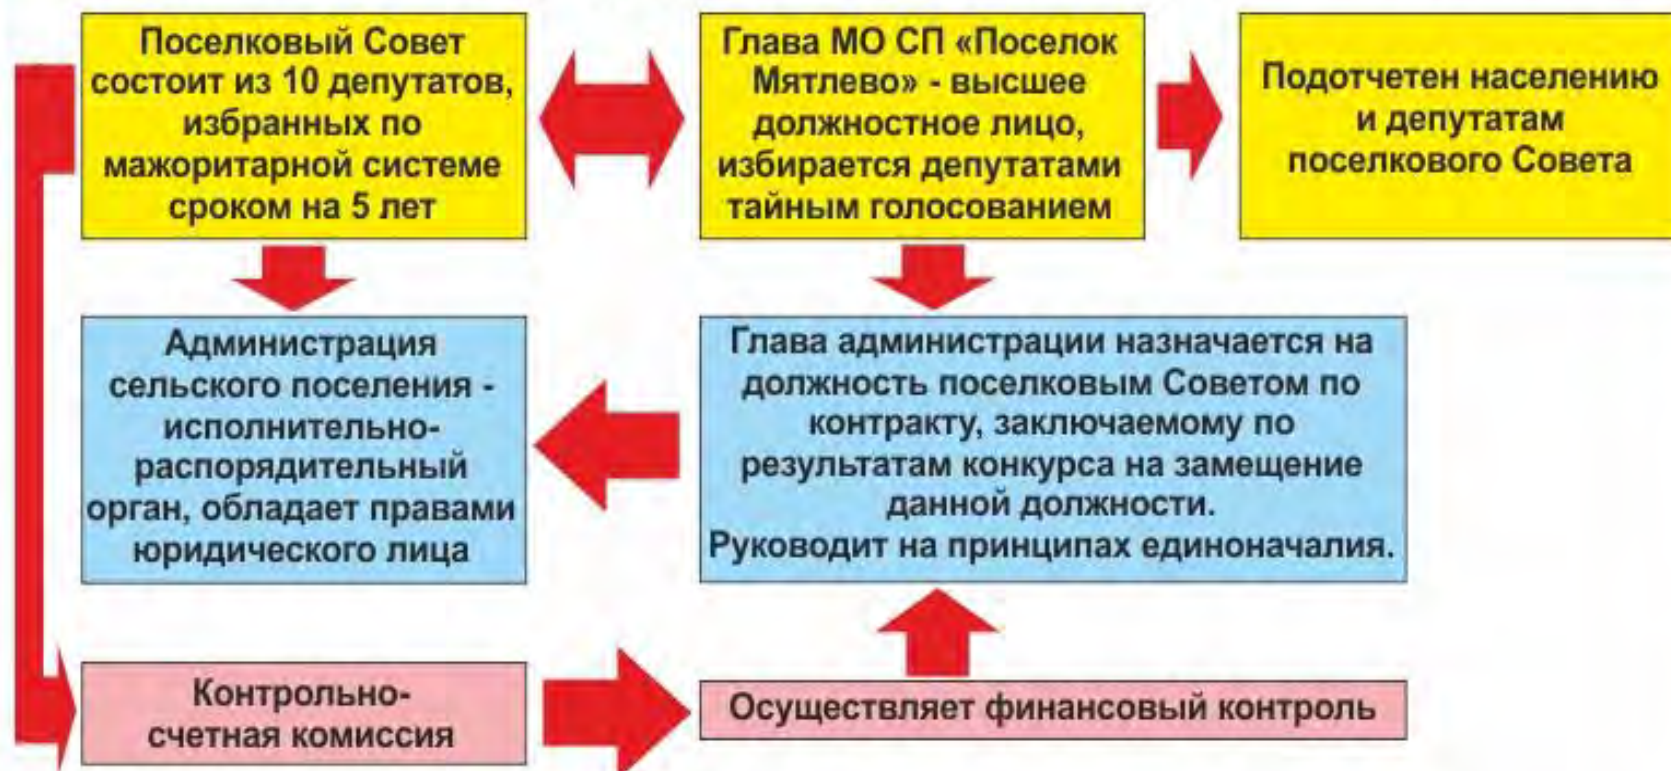 Поселковый Совет
состоит из 10 депутатов,
избранных по
мажоритарной системе
сроком на 5 лет
Глава МО СП «Поселок
Мятлево» - высшее
должностное лицо,
избирается депутатами
тайным голосованием
Подотчетен населению
и депутатам
поселкового Совета
Администрация
сельского поселения -
исполнительно-
распорядительный
орган, обладает правами
юридического лица
Глава администрации назначается на
должность поселковым Советом по
контракту, заключаемому по
результатам конкурса на замещение
данной должности.
Руководит на принципах единоначалия.
Контрольно-
счетная комиссия
Осуществляет финансовый контроль